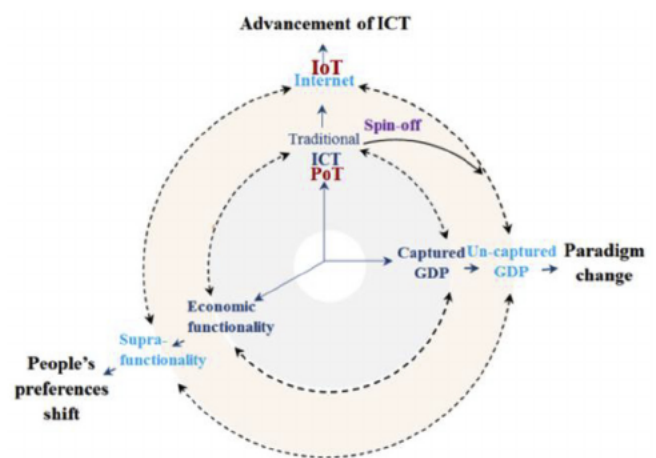 Advancement of ICT
IoT
Internet
Traditional
ICT
PoT
Spin-off
Captured
GDP
Un-captured
GDP
Paradigm
change
Economic
functionality
Supra-
functionality
People's
preferences
shift